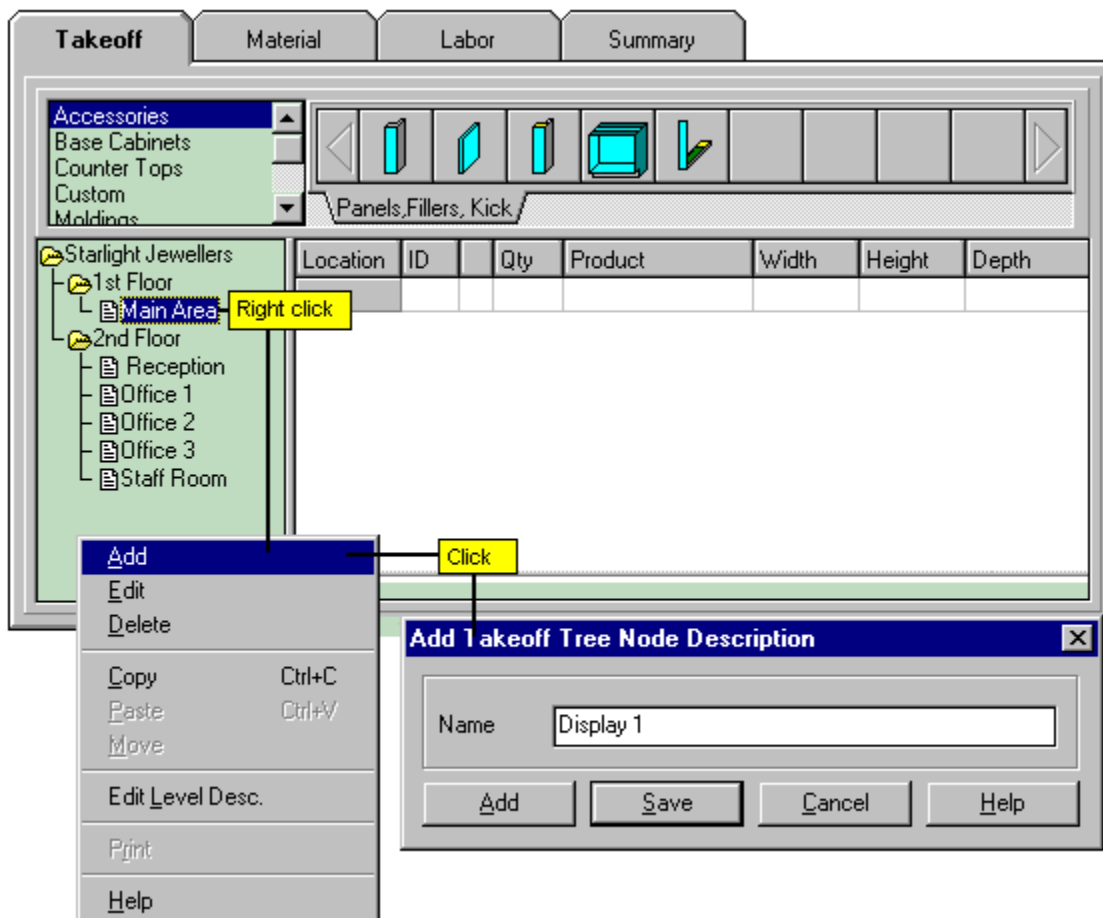 Takeoff Material Labor Summary
Accessories
Base Cabinets
Counter Tops
Custom
Moldings
Panels,Fillers, Kick
Starlight Jewellers
1st Floor
Main Area
2nd Floor
Reception
Office 1
Office 2
Office 3
Staff Room
Location ID Qty Product Width Height Depth
Right click
Add
Edit
Delete
Copy Ctrl+C
Paste Ctrl+V
Move
Edit Level Desc.
Print
Help
Click
Add Takeoff Tree Node Description
Name Display 1
Add Save Cancel Help